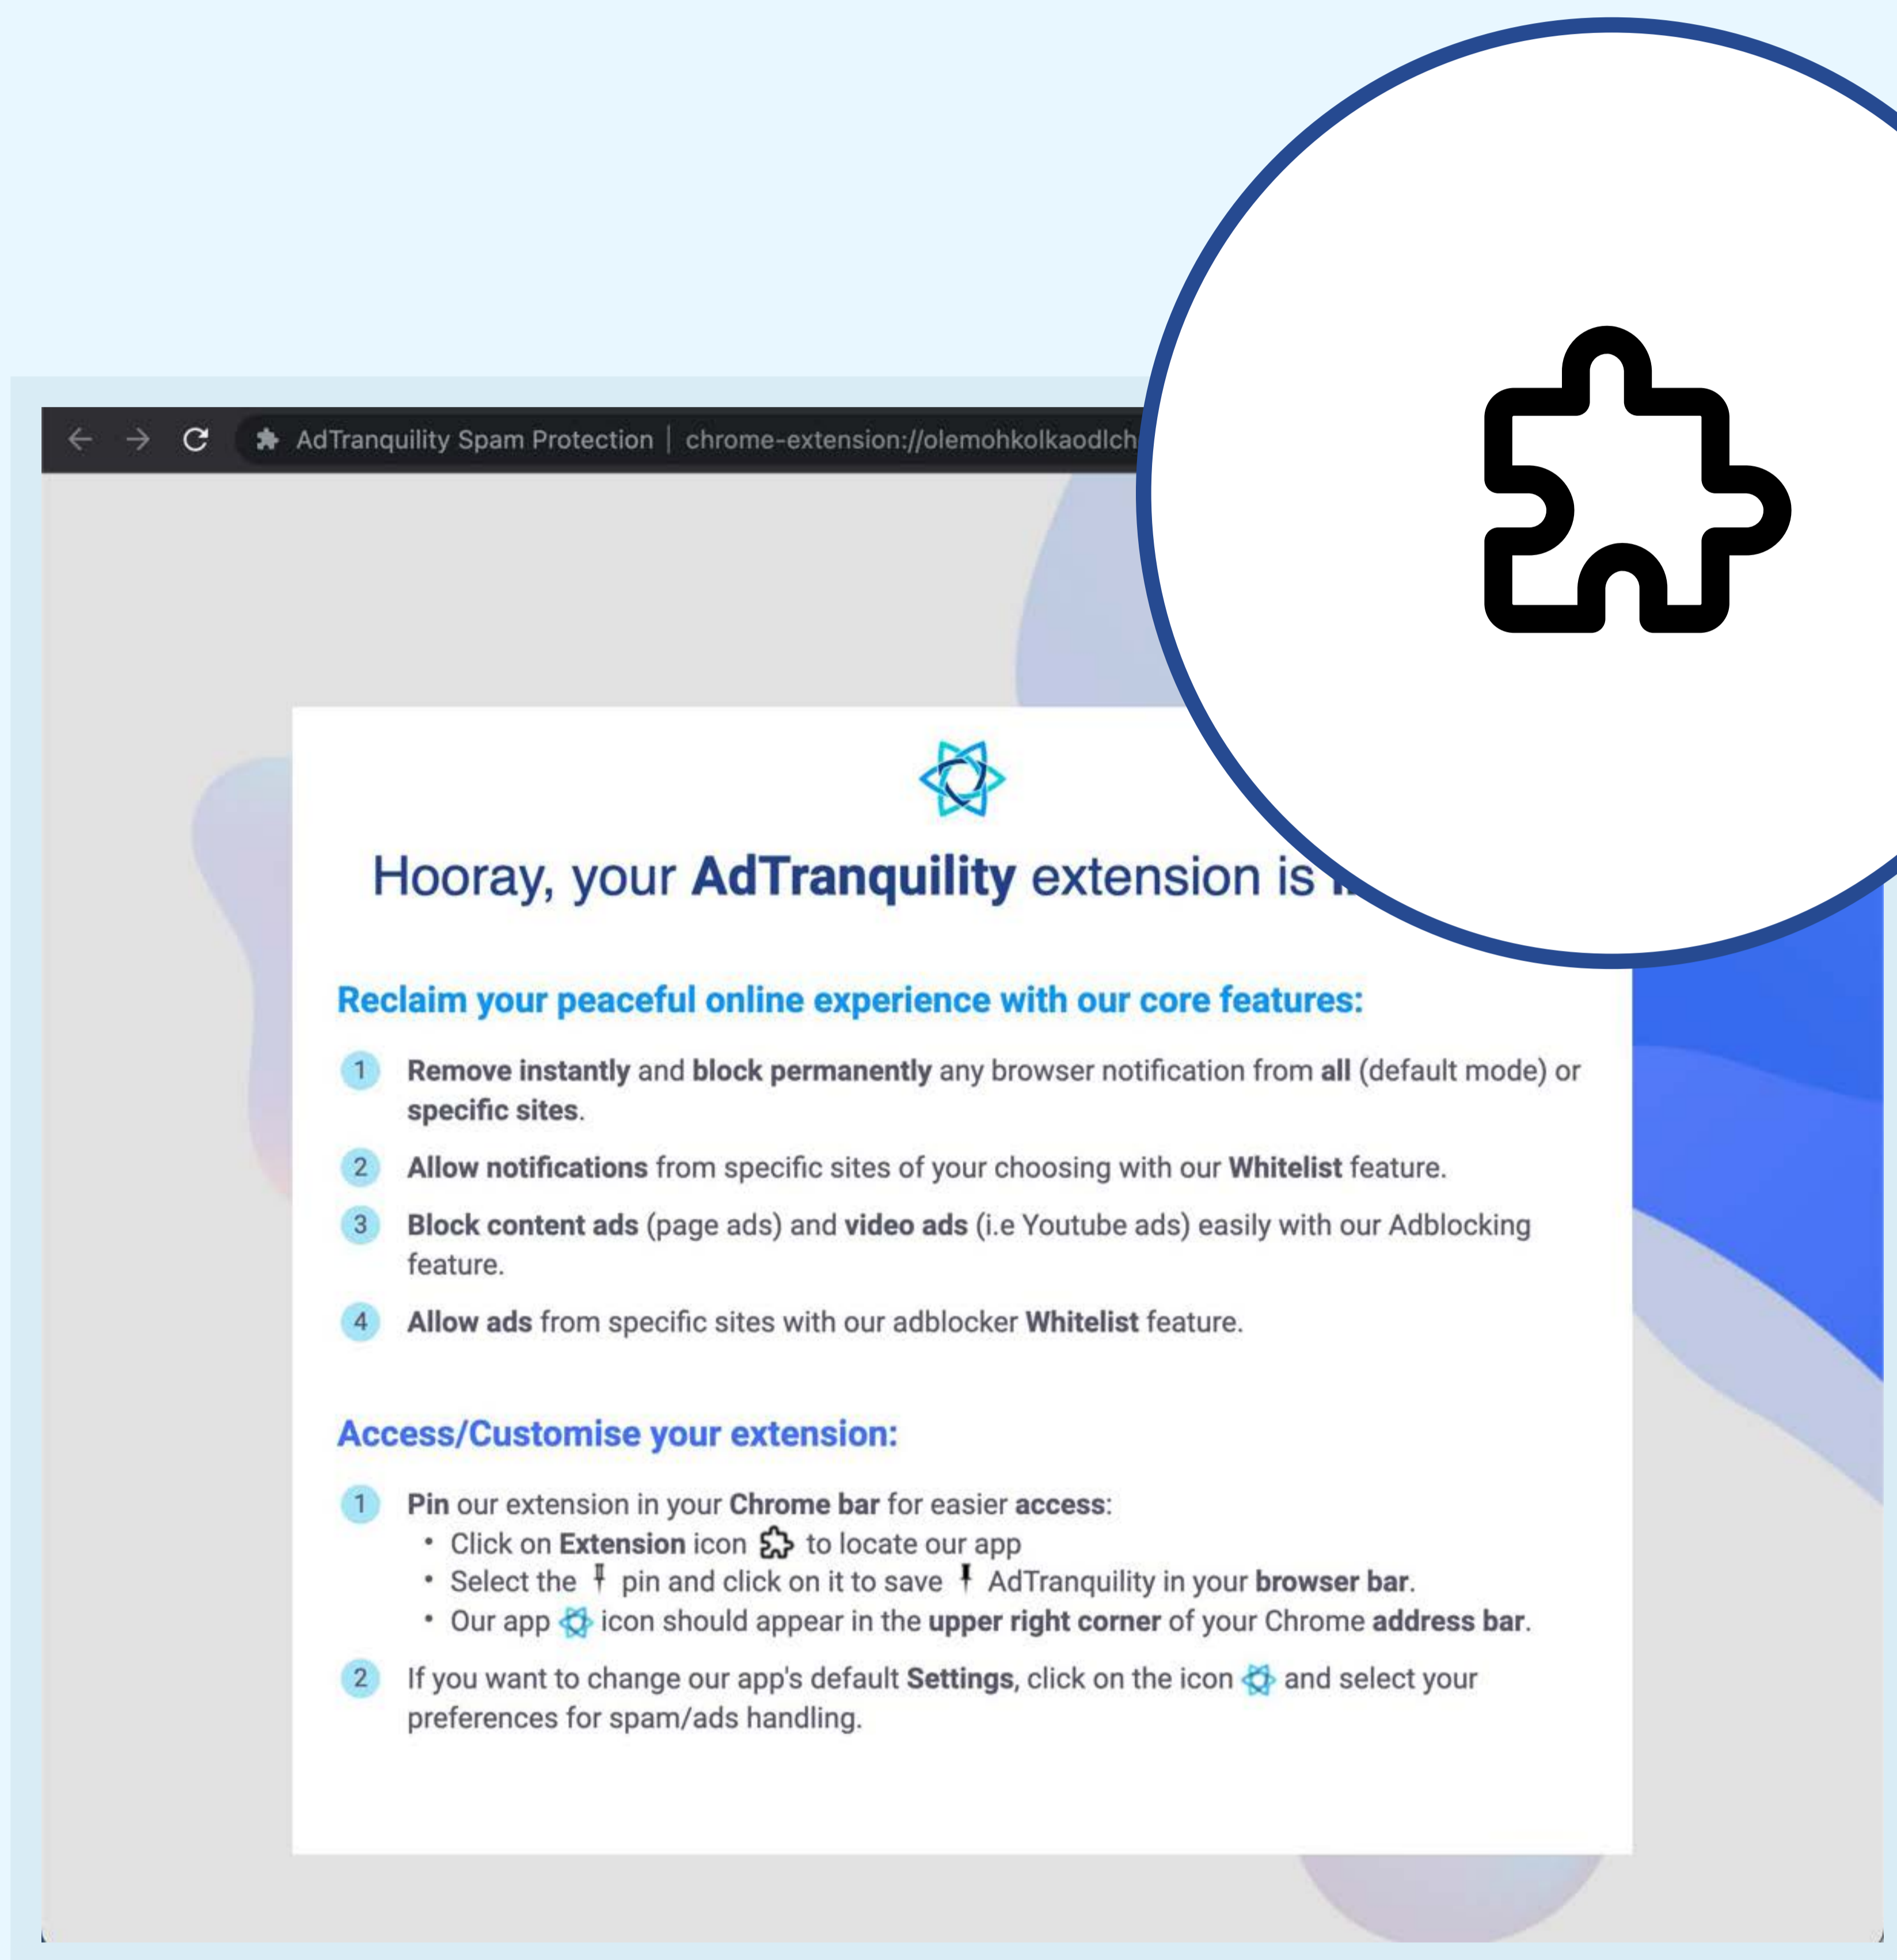 AdTranquility Spam Protection | chrome-extension://olemohkolkaodlch
Hooray, your AdTranquility extension is
Reclaim your peaceful online experience with our core features:
1 Remove instantly and block permanently any browser notification from all (default mode) or
specific sites.
2 Allow notifications from specific sites of your choosing with our Whitelist feature.
3 Block content ads (page ads) and video ads (i.e Youtube ads) easily with our Adblocking
feature.
4 Allow ads from specific sites with our adblocker Whitelist feature.
Access/Customise your extension:
1 Pin our extension in your Chrome bar for easier access:
• Click on Extension icon to locate our app
• Select the pin and click on it to save AdTranquility in your browser bar.
• Our app icon should appear in the upper right corner of your Chrome address bar.
2 If you want to change our app's default Settings, click on the icon and select your
preferences for spam/ads handling.